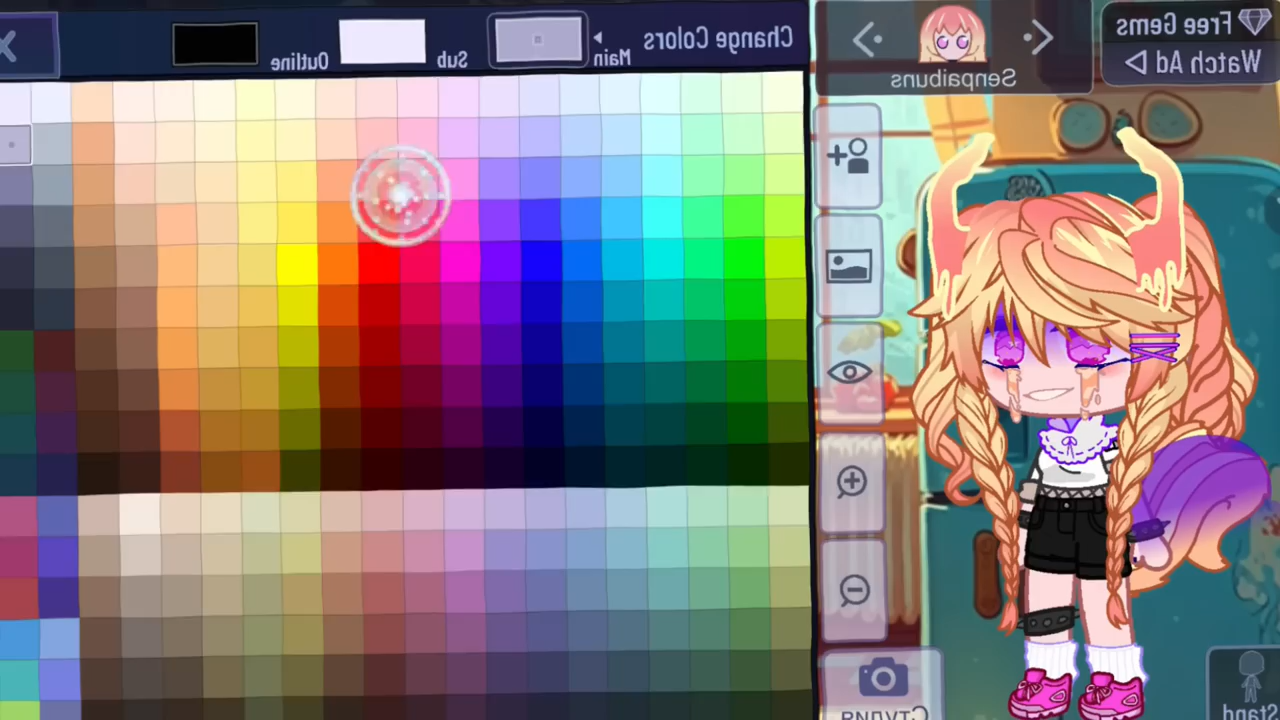 Change Colors
Main
Sub
Outline
X
Senpaibuns
Free Gems
Watch Ad
Stand